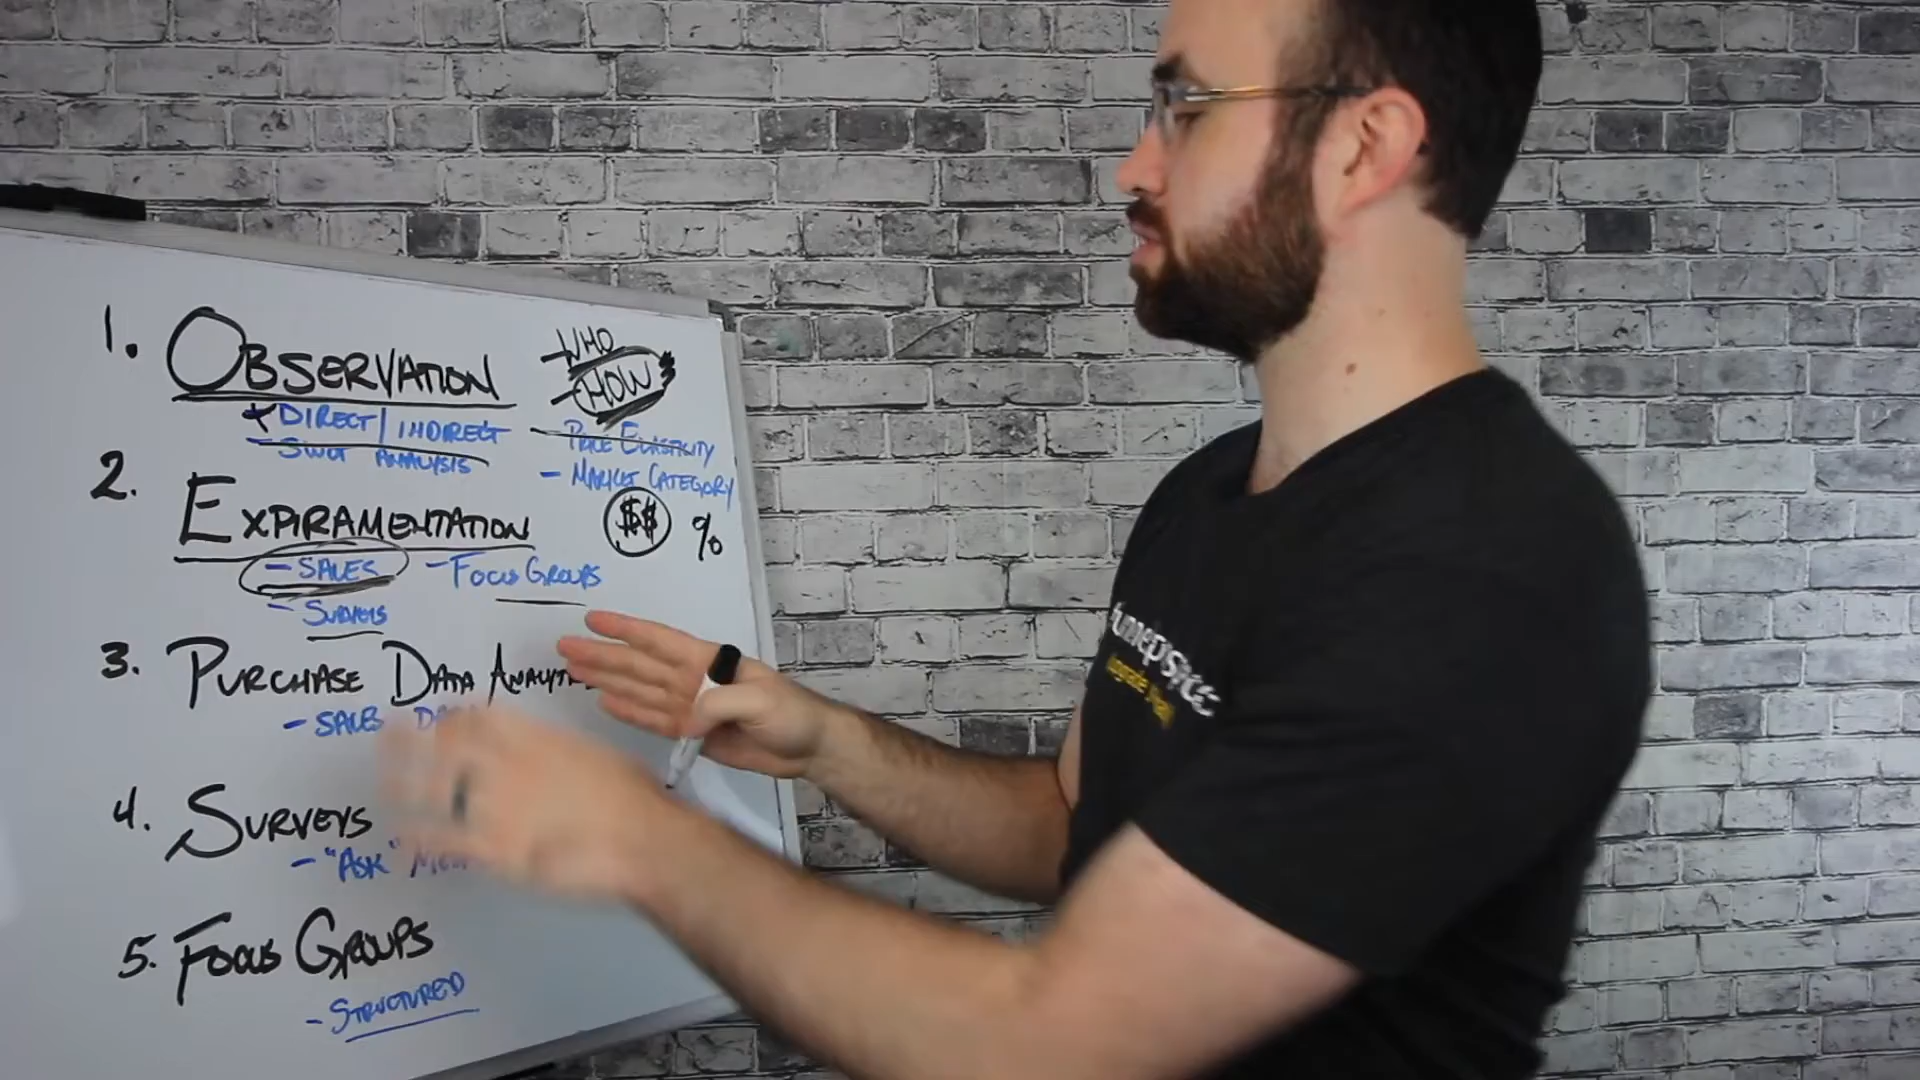 1. OBSERVATION
- WHO
- HOW
DIRECT/INDIRECT
- SWOT ANALYSIS
- PRICE ELASTICITY
- MARKET CATEGORY
2. EXPIRAMENTATION
$$ %
- SALES - FOCUS GROUPS
- SURVEYS
3. PURCHASE DATA
- SALES
4. SURVEYS
- "ASK"
5. FOCUS GROUPS
- STRUCTURED